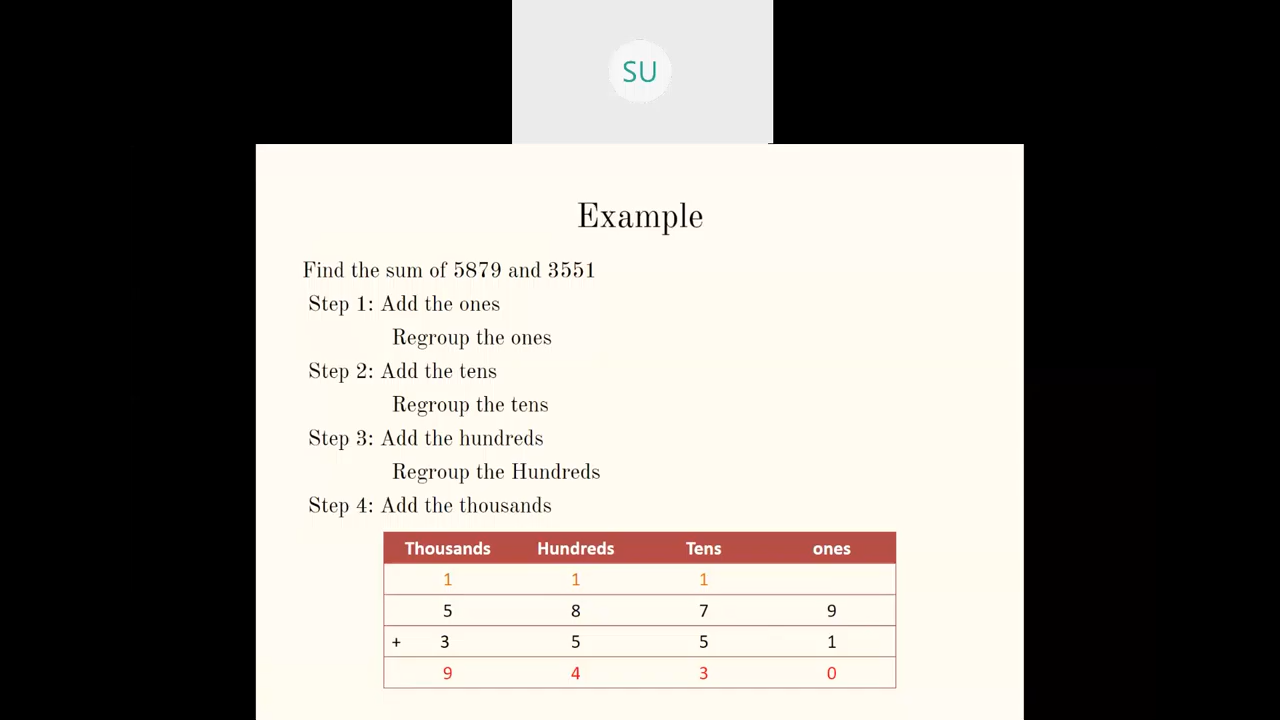 SU
Example
Find the sum of 5879 and 3551
Step 1: Add the ones
Regroup the ones
Step 2: Add the tens
Regroup the tens
Step 3: Add the hundreds
Regroup the Hundreds
Step 4: Add the thousands
Thousands Hundreds Tens ones
1 1 1
5 8 7 9
+ 3 5 5 1
9 4 3 0